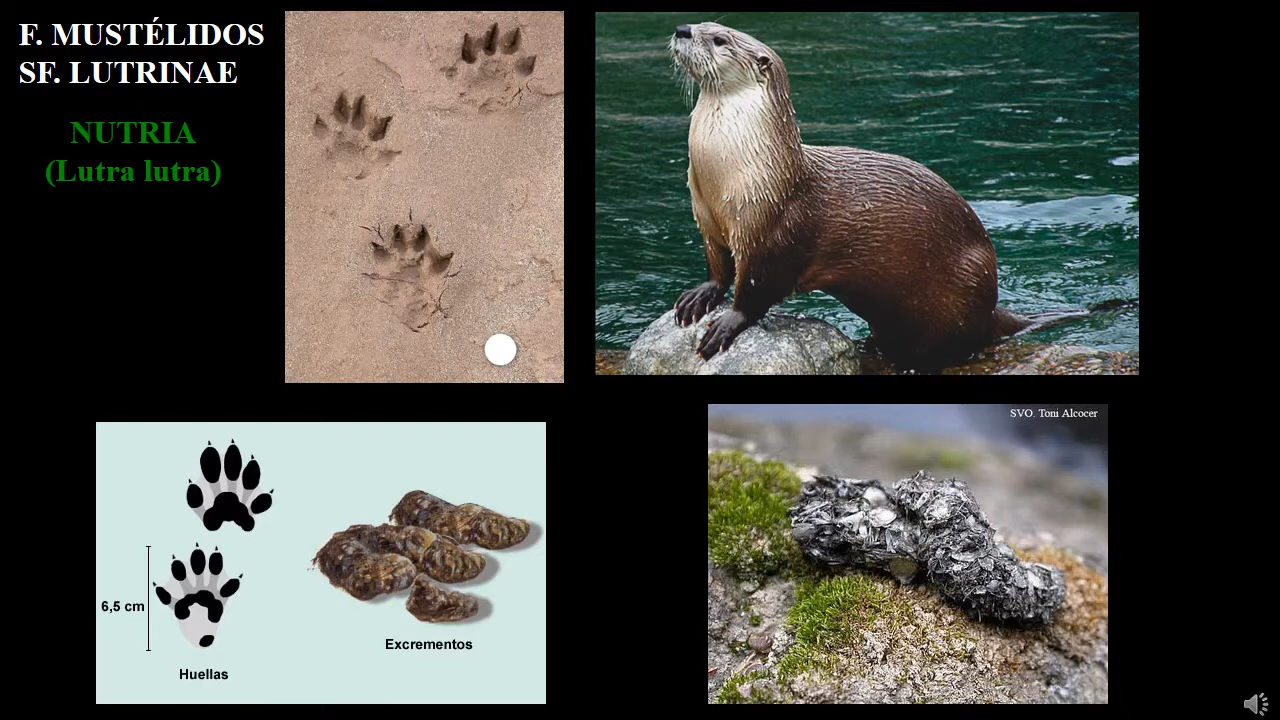 F. MUSTÉLIDOS
SF. LUTRINAE
NUTRIA
(Lutra lutra)
SVO. Toni Alcocer
6,5 cm
Excrementos
Huellas